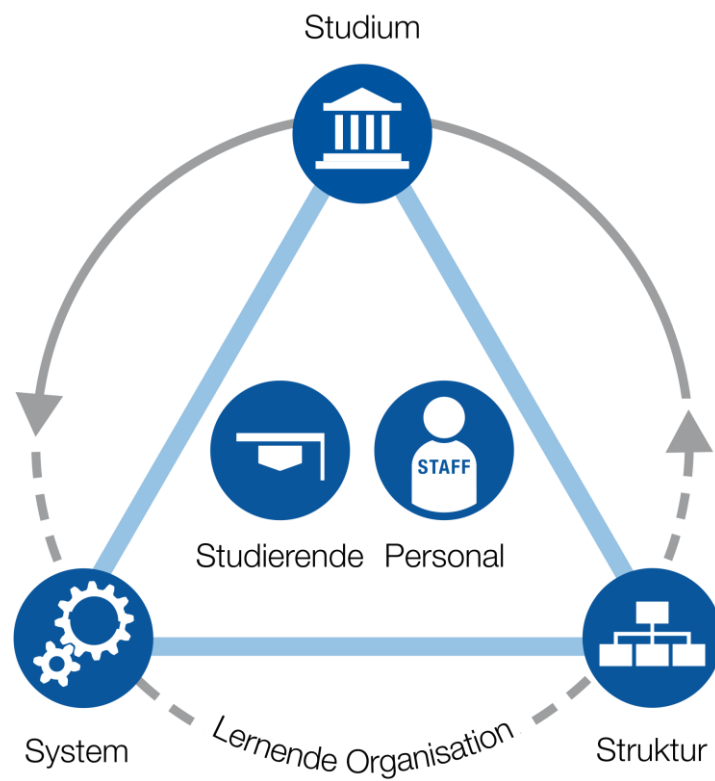 Studium
STAFF
Studierende
Personal
System
Lernende Organisation
Struktur